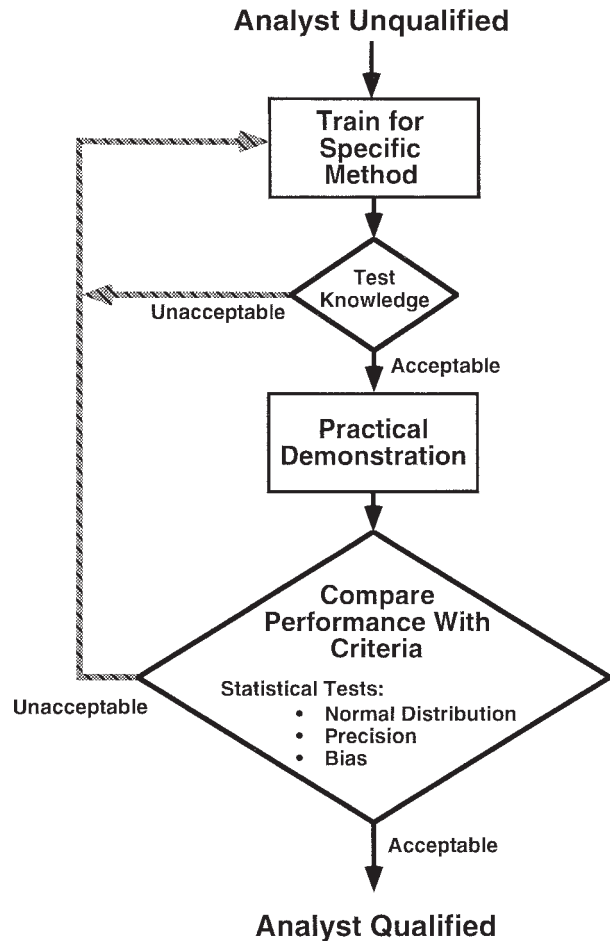 Analyst Unqualified
Train for
Specific
Method
Test
Knowledge
Unacceptable
Acceptable
Practical
Demonstration
Compare
Performance With
Criteria
Statistical Tests:
• Normal Distribution
• Precision
• Bias
Unacceptable
Acceptable
Analyst Qualified